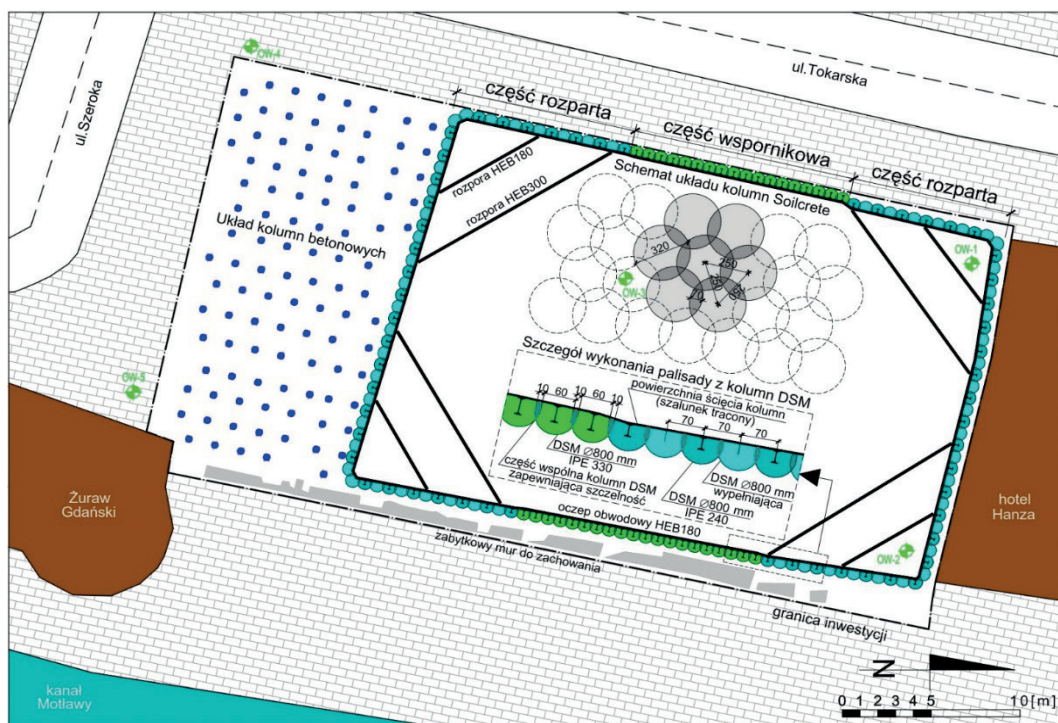 OW-4
ul.Szeroka
ul.Tokarska
część rozparta
część wspornikowa
część rozparta
rozpora HEB180
rozpora HEB300
Schemat układu kolumn Soilcrete
Układ kolumn betonowych
OW-1
320
250
OW-3
70
OW-5
Szczegół wykonania palisady z kolumn DSM
powierzchnia ścięcia kolumn
(szalunek tracony)
10
60
10
60
10
70
70
70
DSM Ø800 mm
IPE 330
część wspólna kolumn DSM
zapewniająca szczelność
DSM Ø800 mm
IPE 240
DSM Ø800 mm
wypełniająca
Żuraw
Gdański
hotel
Hanza
oczep obwodowy HEB180
OW-2
zabytkowy mur do zachowania
granica inwestycji
kanał
Motławy
N
0 1 2 3 4 5 10[m]